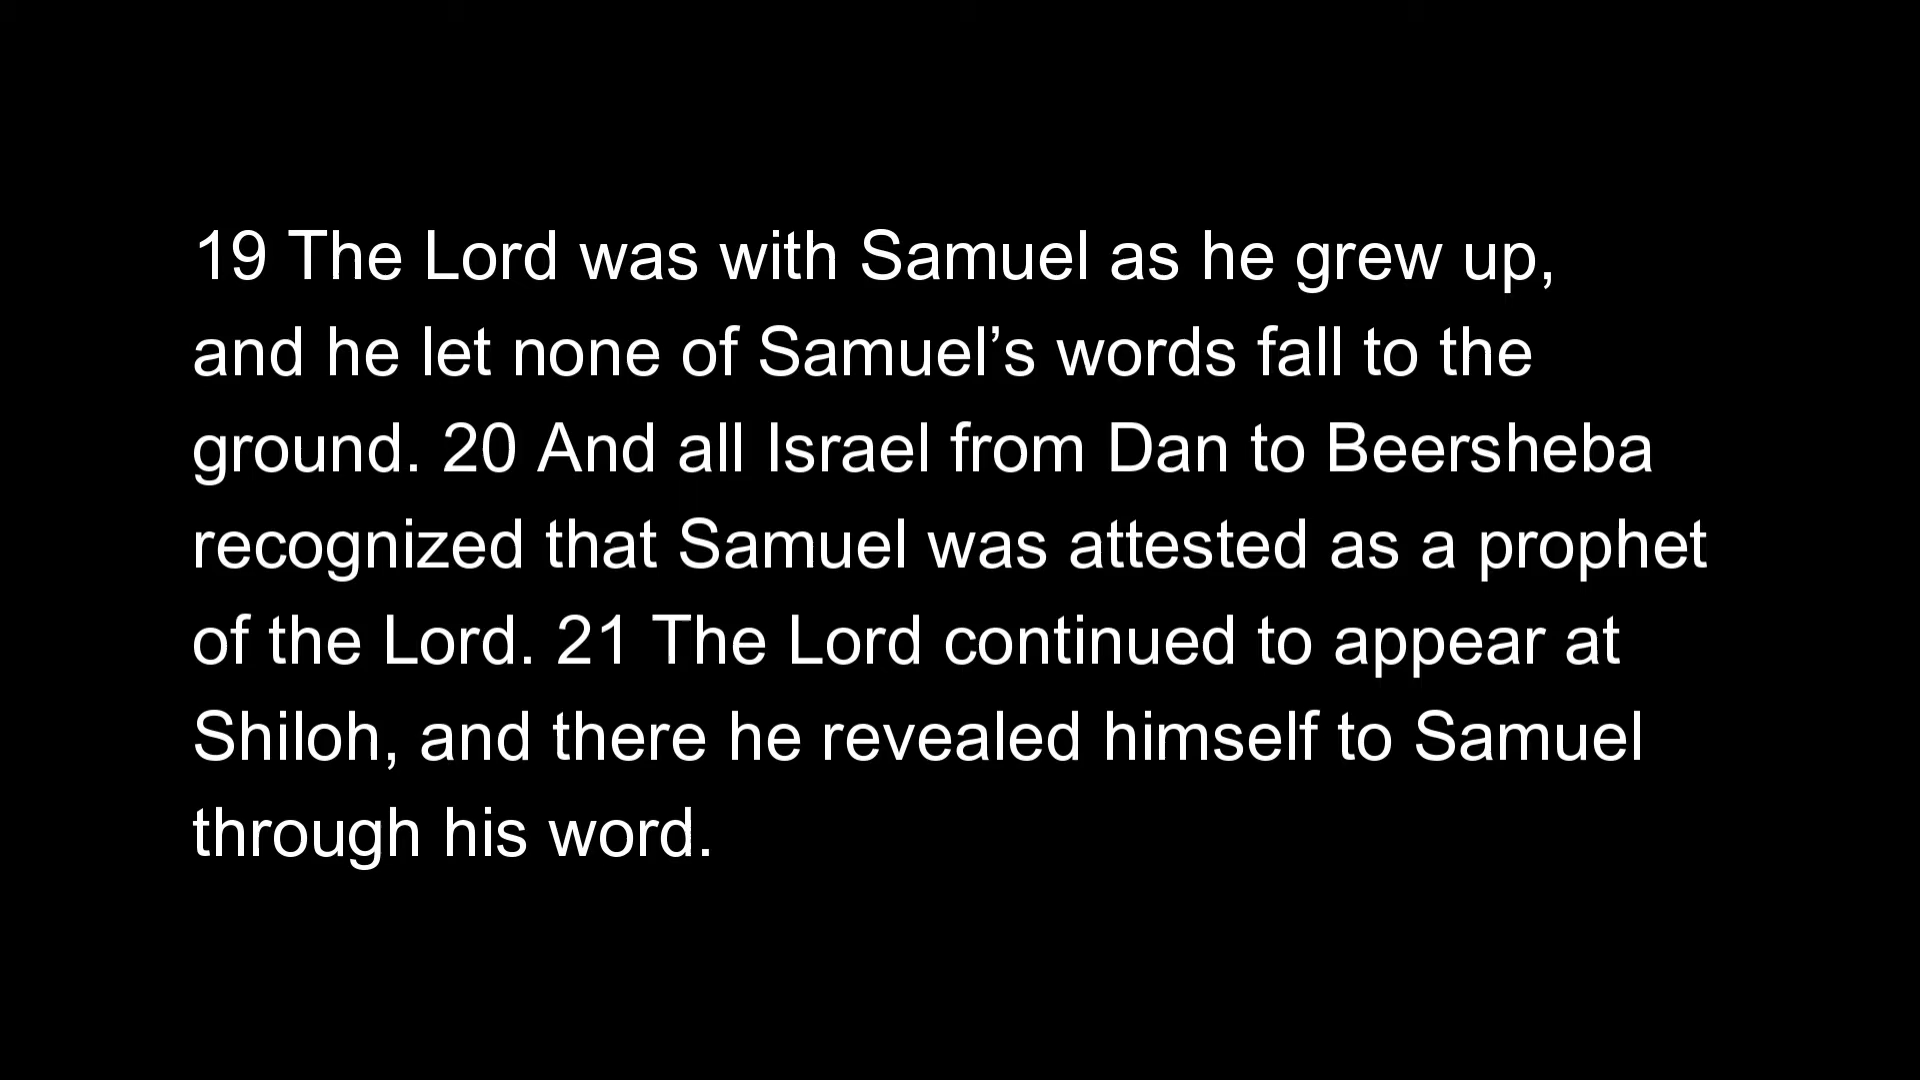 19 The Lord was with Samuel as he grew up,
and he let none of Samuel’s words fall to the
ground. 20 And all Israel from Dan to Beersheba
recognized that Samuel was attested as a prophet
of the Lord. 21 The Lord continued to appear at
Shiloh, and there he revealed himself to Samuel
through his word.